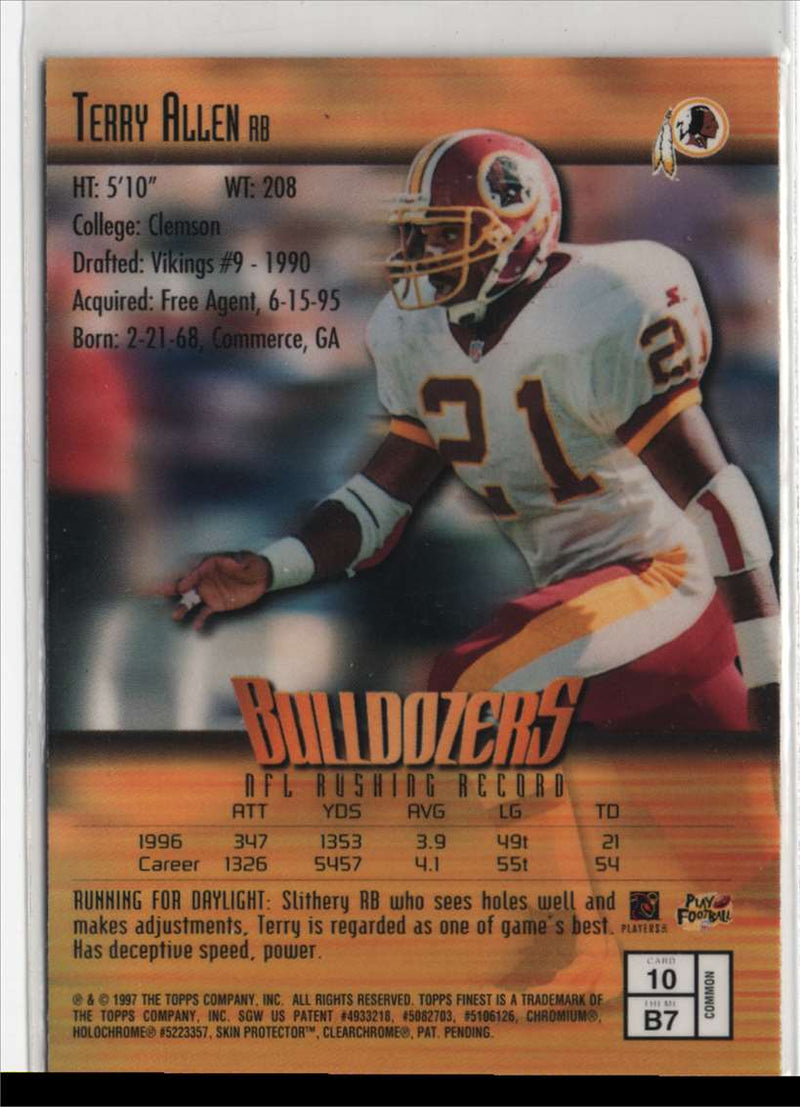 TERRY ALLEN RB
HT: 5'10" WT: 208
College: Clemson
Drafted: Vikings #9 - 1990
Acquired: Free Agent, 6-15-95
Born: 2-21-68, Commerce, GA
21
21
BULLDOZERS
NFL RUSHING RECORD
ATT YDS AVG LG TD
1996 347 1353 3.9 49t 21
Career 1326 5457 4.1 55t 54
RUNNING FOR DAYLIGHT: Slithery RB who sees holes well and
makes adjustments, Terry is regarded as one of game's best.
Has deceptive speed, power.
PLAYERS
PLAY
FOOTBALL
CARD
10
THEME
B7
COMMON
℗ & © 1997 THE TOPPS COMPANY, INC. ALL RIGHTS RESERVED. TOPPS FINEST IS A TRADEMARK OF
THE TOPPS COMPANY, INC. SGW US PATENT #4933218, #5082703, #5106126, CHROMIUM®,
HOLOCHROME® #5223357, SKIN PROTECTOR™, CLEARCHROME®, PAT. PENDING.